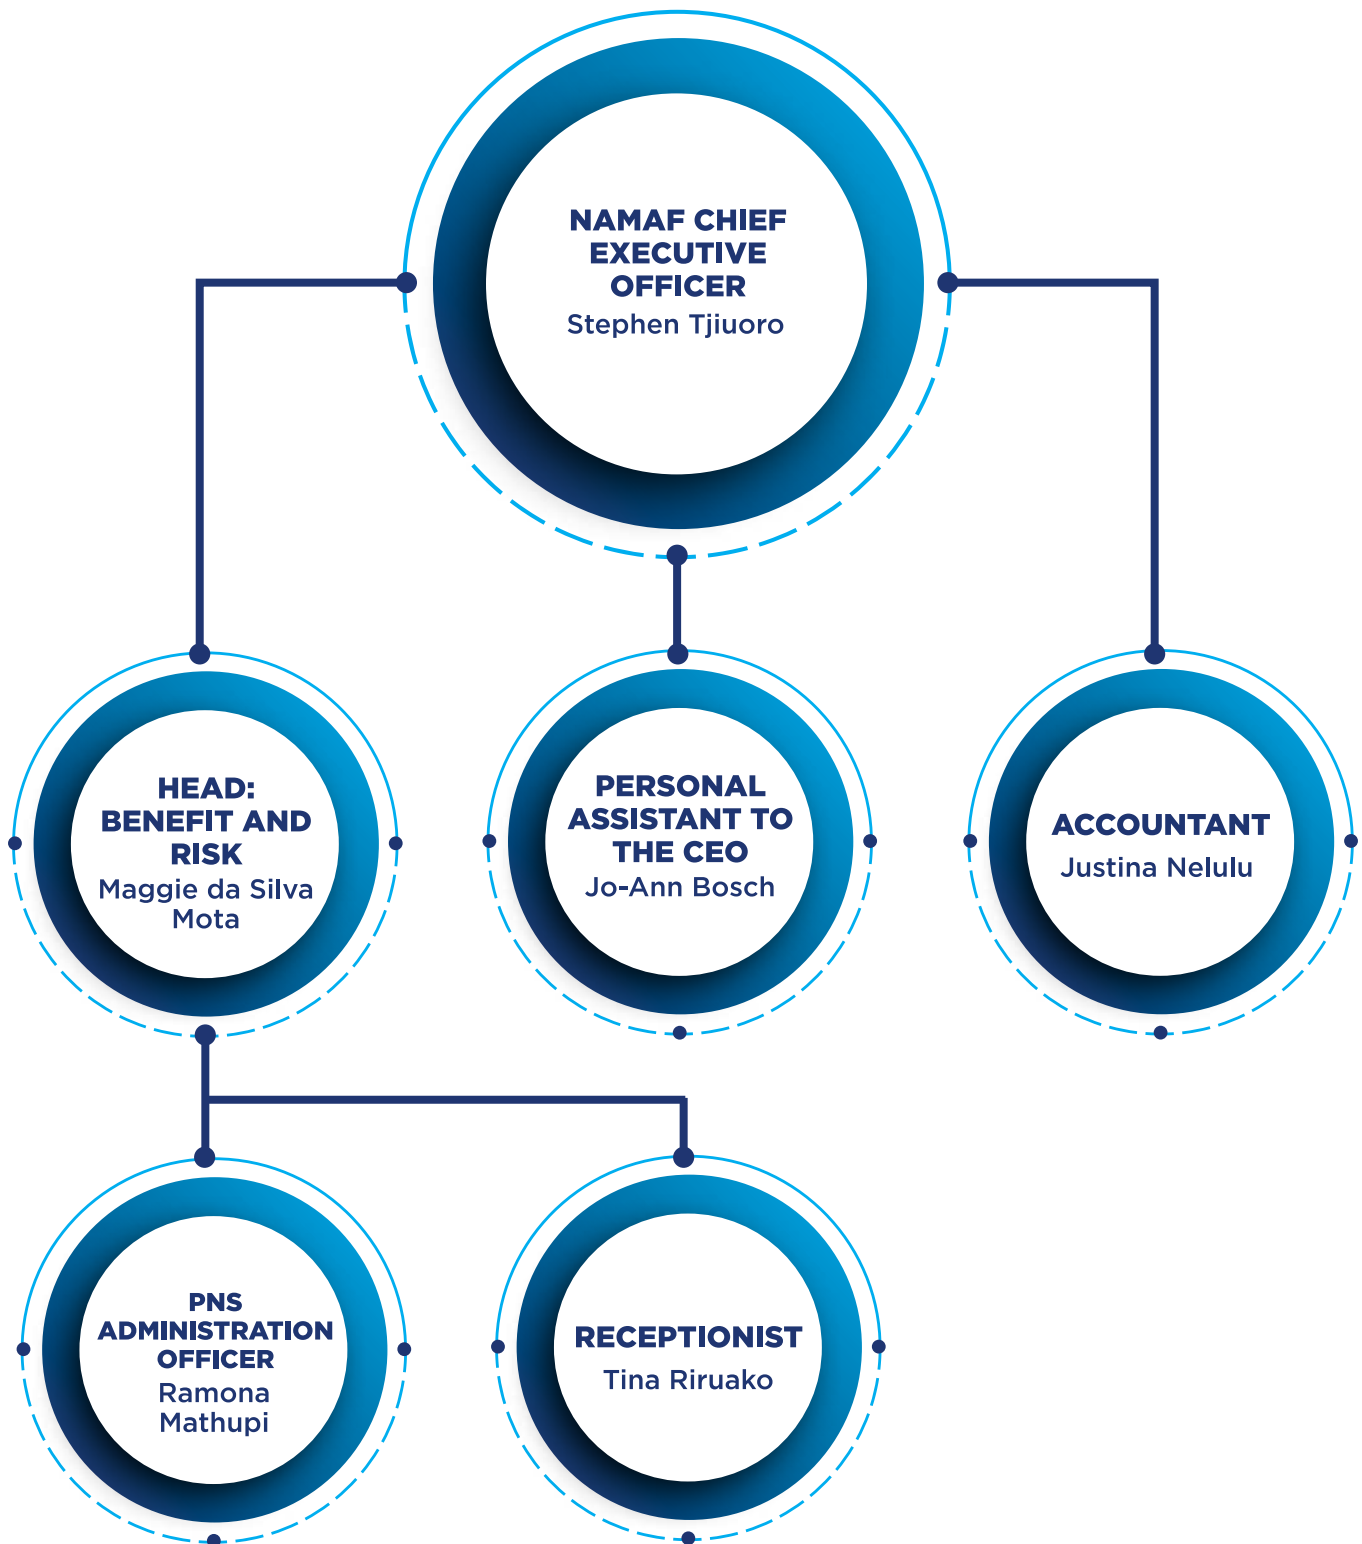 NAMAF CHIEF
EXECUTIVE
OFFICER
Stephen Tjiuoro
HEAD:
BENEFIT AND
RISK
Maggie da Silva
Mota
PERSONAL
ASSISTANT TO
THE CEO
Jo-Ann Bosch
ACCOUNTANT
Justina Nelulu
PNS
ADMINISTRATION
OFFICER
Ramona
Mathupi
RECEPTIONIST
Tina Riruako